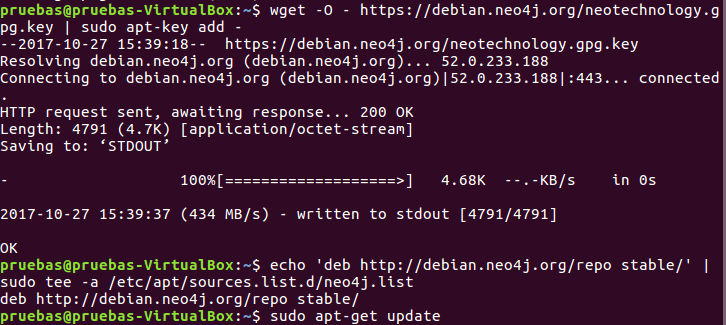 pruebas@pruebas-VirtualBox:~$ wget -O - https://debian.neo4j.org/neotechnology.g
pg.key | sudo apt-key add -
--2017-10-27 15:39:18--  https://debian.neo4j.org/neotechnology.gpg.key
Resolving debian.neo4j.org (debian.neo4j.org)... 52.0.233.188
Connecting to debian.neo4j.org (debian.neo4j.org)|52.0.233.188|:443... connected
.
HTTP request sent, awaiting response... 200 OK
Length: 4791 (4.7K) [application/octet-stream]
Saving to: ‘STDOUT’
-                   100%[===================>]   4.68K  --.-KB/s    in 0s
2017-10-27 15:39:37 (434 MB/s) - written to stdout [4791/4791]
OK
pruebas@pruebas-VirtualBox:~$ echo 'deb http://debian.neo4j.org/repo stable/' |
sudo tee -a /etc/apt/sources.list.d/neo4j.list
deb http://debian.neo4j.org/repo stable/
pruebas@pruebas-VirtualBox:~$ sudo apt-get update